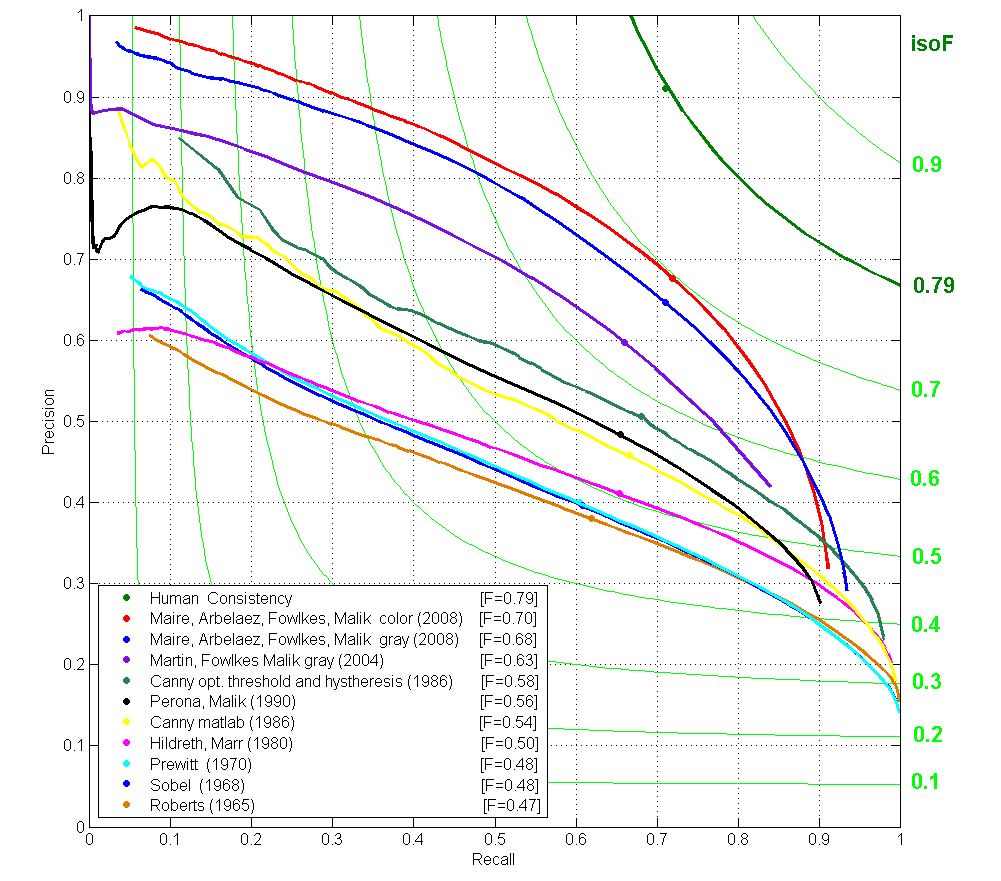 1
isoF
0.9
0.9
0.8
0.7
0.79
0.6
0.7
0.5
0.6
0.4
0.5
0.3
0.4
0.2
0.3
0.1
0.2
0
0.1
Precision
Human Consistency [F=0.79]
Maire, Arbelaez, Fowlkes, Malik color (2008) [F=0.70]
Maire, Arbelaez, Fowlkes, Malik gray (2008) [F=0.68]
Martin, Fowlkes Malik gray (2004) [F=0.63]
Canny opt. threshold and hystheresis (1986) [F=0.58]
Perona, Malik (1990) [F=0.56]
Canny matlab (1986) [F=0.54]
Hildreth, Marr (1980) [F=0.50]
Prewitt (1970) [F=0.48]
Sobel (1968) [F=0.48]
Roberts (1965) [F=0.47]
0 0.1 0.2 0.3 0.4 0.5 0.6 0.7 0.8 0.9 1
Recall